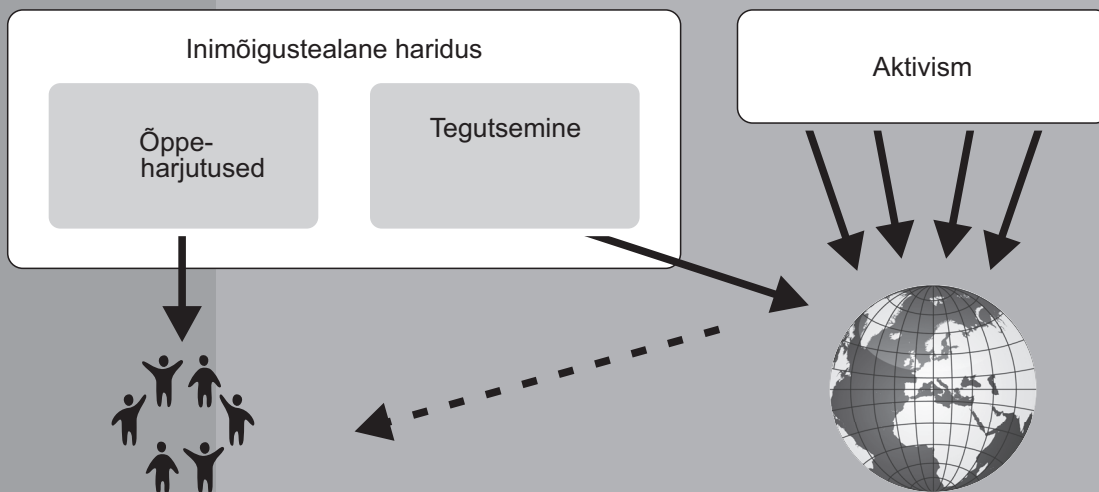 Inimõigustealane haridus
Õppe-
harjutused
Tegutsemine
Aktivism